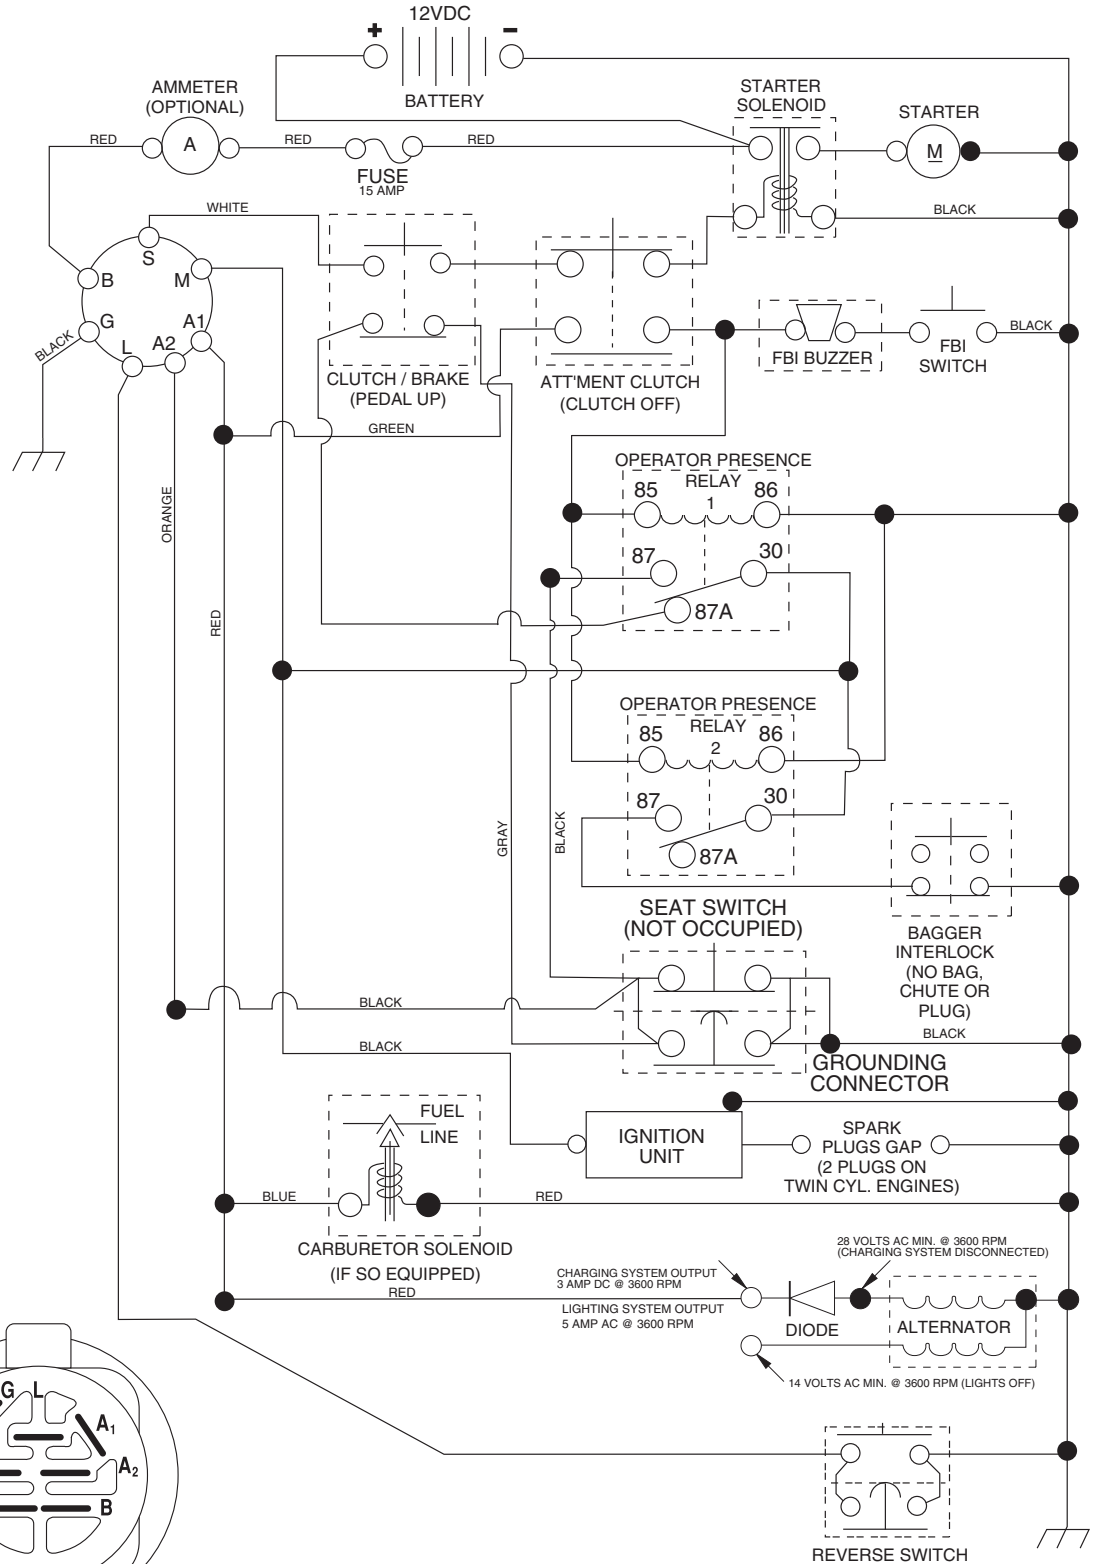 12VDC
+
-
BATTERY
AMMETER
(OPTIONAL)
RED
A
RED
FUSE
15 AMP
RED
STARTER
SOLENOID
STARTER
M
BLACK
WHITE
S
B
M
G
A1
L
A2
BLACK
CLUTCH / BRAKE
(PEDAL UP)
ATT'MENT CLUTCH
(CLUTCH OFF)
FBI BUZZER
FBI
SWITCH
BLACK
GREEN
ORANGE
RED
OPERATOR PRESENCE
RELAY
1
85
86
87
30
87A
OPERATOR PRESENCE
RELAY
2
85
86
87
30
87A
GRAY
BLACK
BAGGER
INTERLOCK
(NO BAG,
CHUTE OR
PLUG)
SEAT SWITCH
(NOT OCCUPIED)
BLACK
BLACK
BLACK
GROUNDING
CONNECTOR
IGNITION
UNIT
SPARK
PLUGS GAP
(2 PLUGS ON
TWIN CYL. ENGINES)
FUEL
LINE
BLUE
RED
CARBURETOR SOLENOID
(IF SO EQUIPPED)
RED
CHARGING SYSTEM OUTPUT
3 AMP DC @ 3600 RPM
LIGHTING SYSTEM OUTPUT
5 AMP AC @ 3600 RPM
28 VOLTS AC MIN. @ 3600 RPM
(CHARGING SYSTEM DISCONNECTED)
DIODE
ALTERNATOR
14 VOLTS AC MIN. @ 3600 RPM (LIGHTS OFF)
G
L
A1
A2
B
REVERSE SWITCH